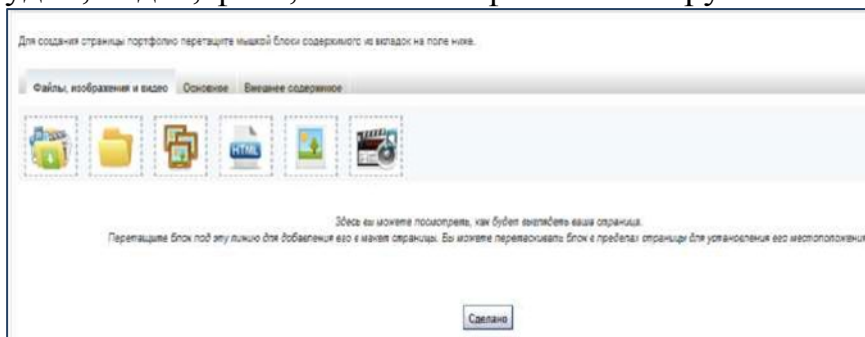 Для создания страницы портфолио перетащите мышкой блоки содержимого из вкладок на поле ниже.
Файлы, изображения и видео Основное Внешнее содержимое
HTML
Здесь вы можете посмотреть, как будет выглядеть ваша страница.
Перетащите блок под эту линию для добавления его в макет страницы. Вы можете перетаскивать блок в пределах страницы для установления его местоположения
Сделано